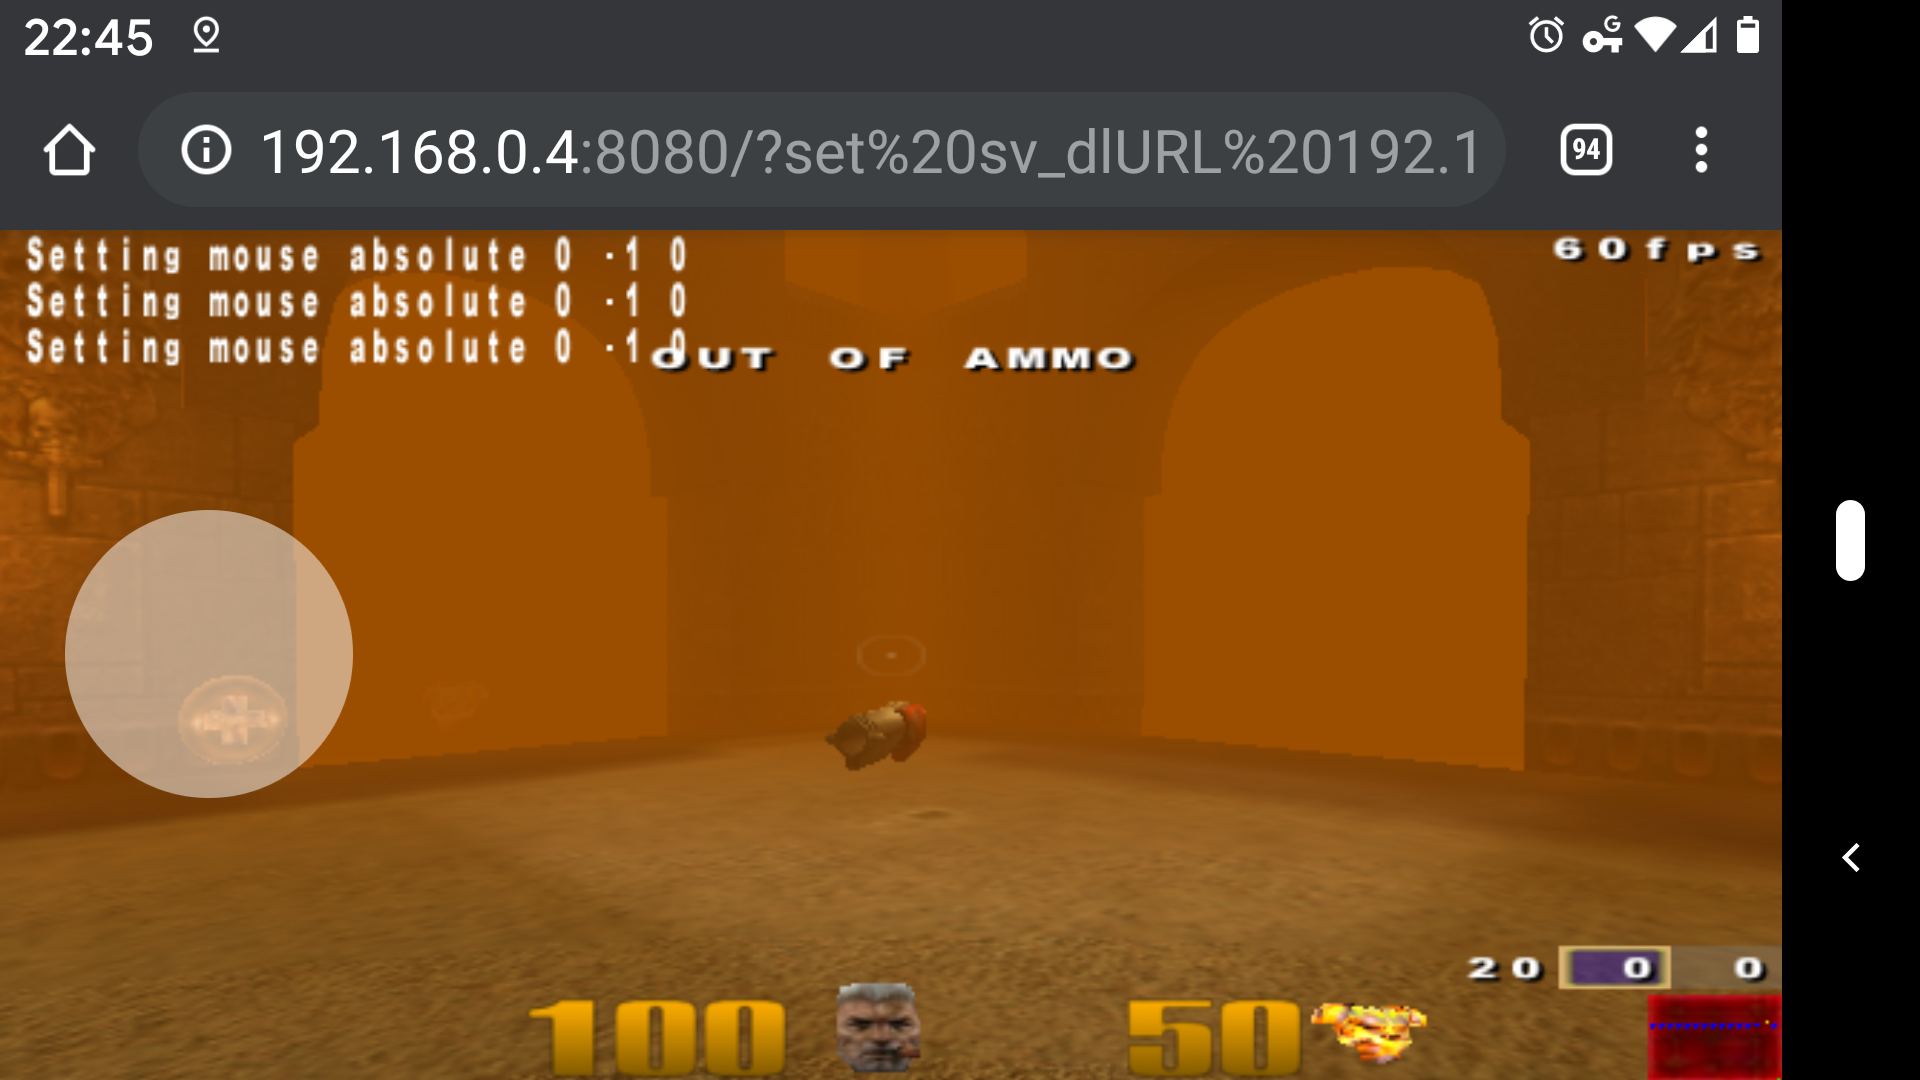 22:45
G
192.168.0.4:8080/?set%20sv_dlURL%20192.1
94
Setting mouse absolute 0 -1 0
60fps
Setting mouse absolute 0 -1 0
Setting mouse absolute 0 -1 0
OUT OF AMMO
20 0 0
100 50